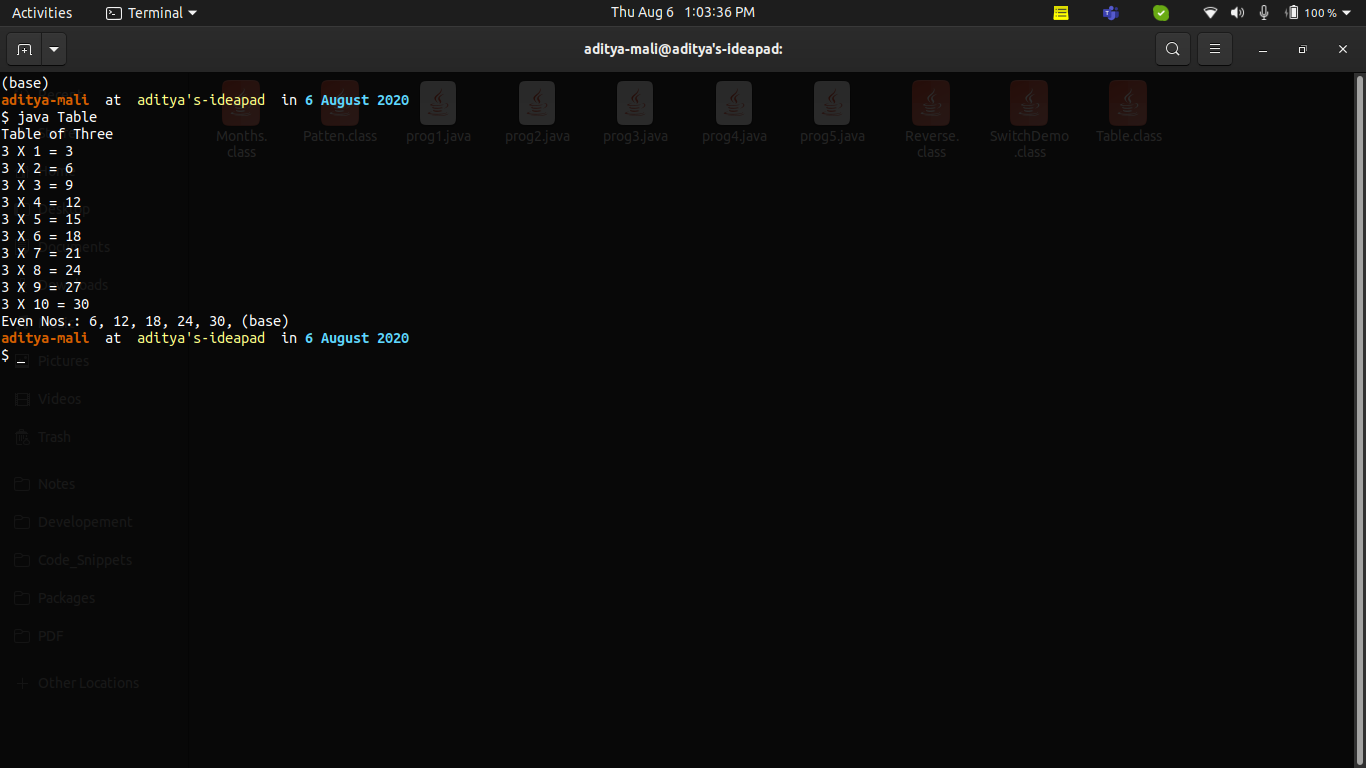 Activities Terminal Thu Aug 6 1:03:36 PM 100 %
aditya-mali@aditya's-ideapad:
(base)
aditya-mali at aditya's-ideapad in 6 August 2020
$ java Table
Table of Three
3 X 1 = 3
3 X 2 = 6
3 X 3 = 9
3 X 4 = 12
3 X 5 = 15
3 X 6 = 18
3 X 7 = 21
3 X 8 = 24
3 X 9 = 27
3 X 10 = 30
Even Nos.: 6, 12, 18, 24, 30, (base)
aditya-mali at aditya's-ideapad in 6 August 2020
$ _
Months.
class
Patten.class
prog1.java
prog2.java
prog3.java
prog4.java
prog5.java
Reverse.
class
SwitchDemo
.class
Table.class
Pictures
Videos
Trash
Notes
Developement
Code_Snippets
Packages
PDF
Other Locations